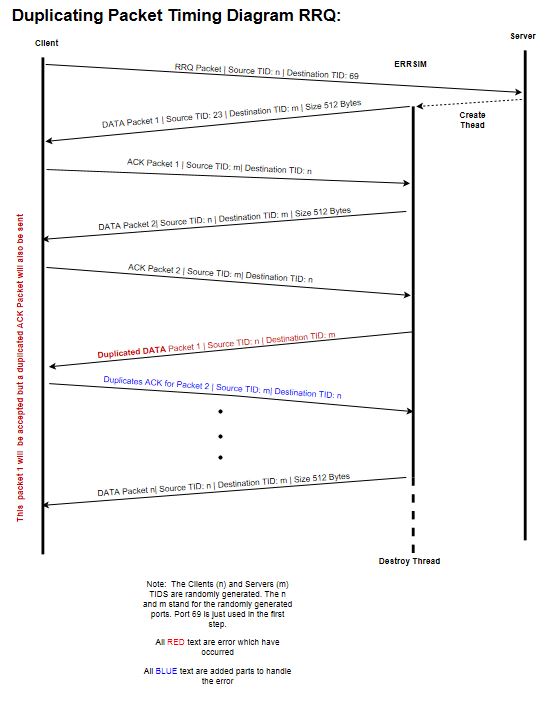 Duplicating Packet Timing Diagram RRQ:
Client
Server
RRQ Packet | Source TID: n | Destination TID: 69
ERRSIM
DATA Packet 1 | Source TID: 23 | Destination TID: m | Size 512 Bytes
Create
Thead
ACK Packet 1 | Source TID: m| Destination TID: n
DATA Packet 2| Source TID: n | Destination TID: m | Size 512 Bytes
ACK Packet 2 | Source TID: m| Destination TID: n
Duplicated DATA Packet 1 | Source TID: n | Destination TID: m
Duplicates ACK for Packet 2 | Source TID: m| Destination TID: n
This packet 1 will be accepted but a duplicated ACK Packet will also be sent
DATA Packet n| Source TID: n | Destination TID: m | Size 512 Bytes
Destroy Thread
Note: The Clients (n) and Servers (m)
TIDS are randomly generated. The n
and m stand for the randomly generated
ports. Port 69 is just used in the first
step.
All RED text are error which have
occurred
All BLUE text are added parts to handle
the error